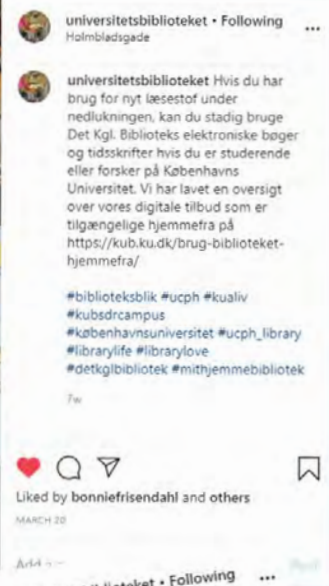 universitetsbiblioteket • Following
Holmbladsgade
universitetsbiblioteket Hvis du har
brug for nyt læsestof under
nedlukningen, kan du stadig bruge
Det Kgl. Biblioteks elektroniske bøger
og tidsskrifter hvis du er studerende
eller forsker på Københavns
Universitet. Vi har lavet en oversigt
over vores digitale tilbud som er
tilgængelige hjemmefra på
https://kub.ku.dk/brug-biblioteket-
hjemmefra/
#biblioteksblik #ucph #kualiv
#kubsdrcampus
#københavnsuniversitet #ucph_library
#librarylife #librarylove
#detkglbibliotek #mithjemmebibliotek
7w
Liked by bonniefrisendahl and others
MARCH 20
Add
• Following